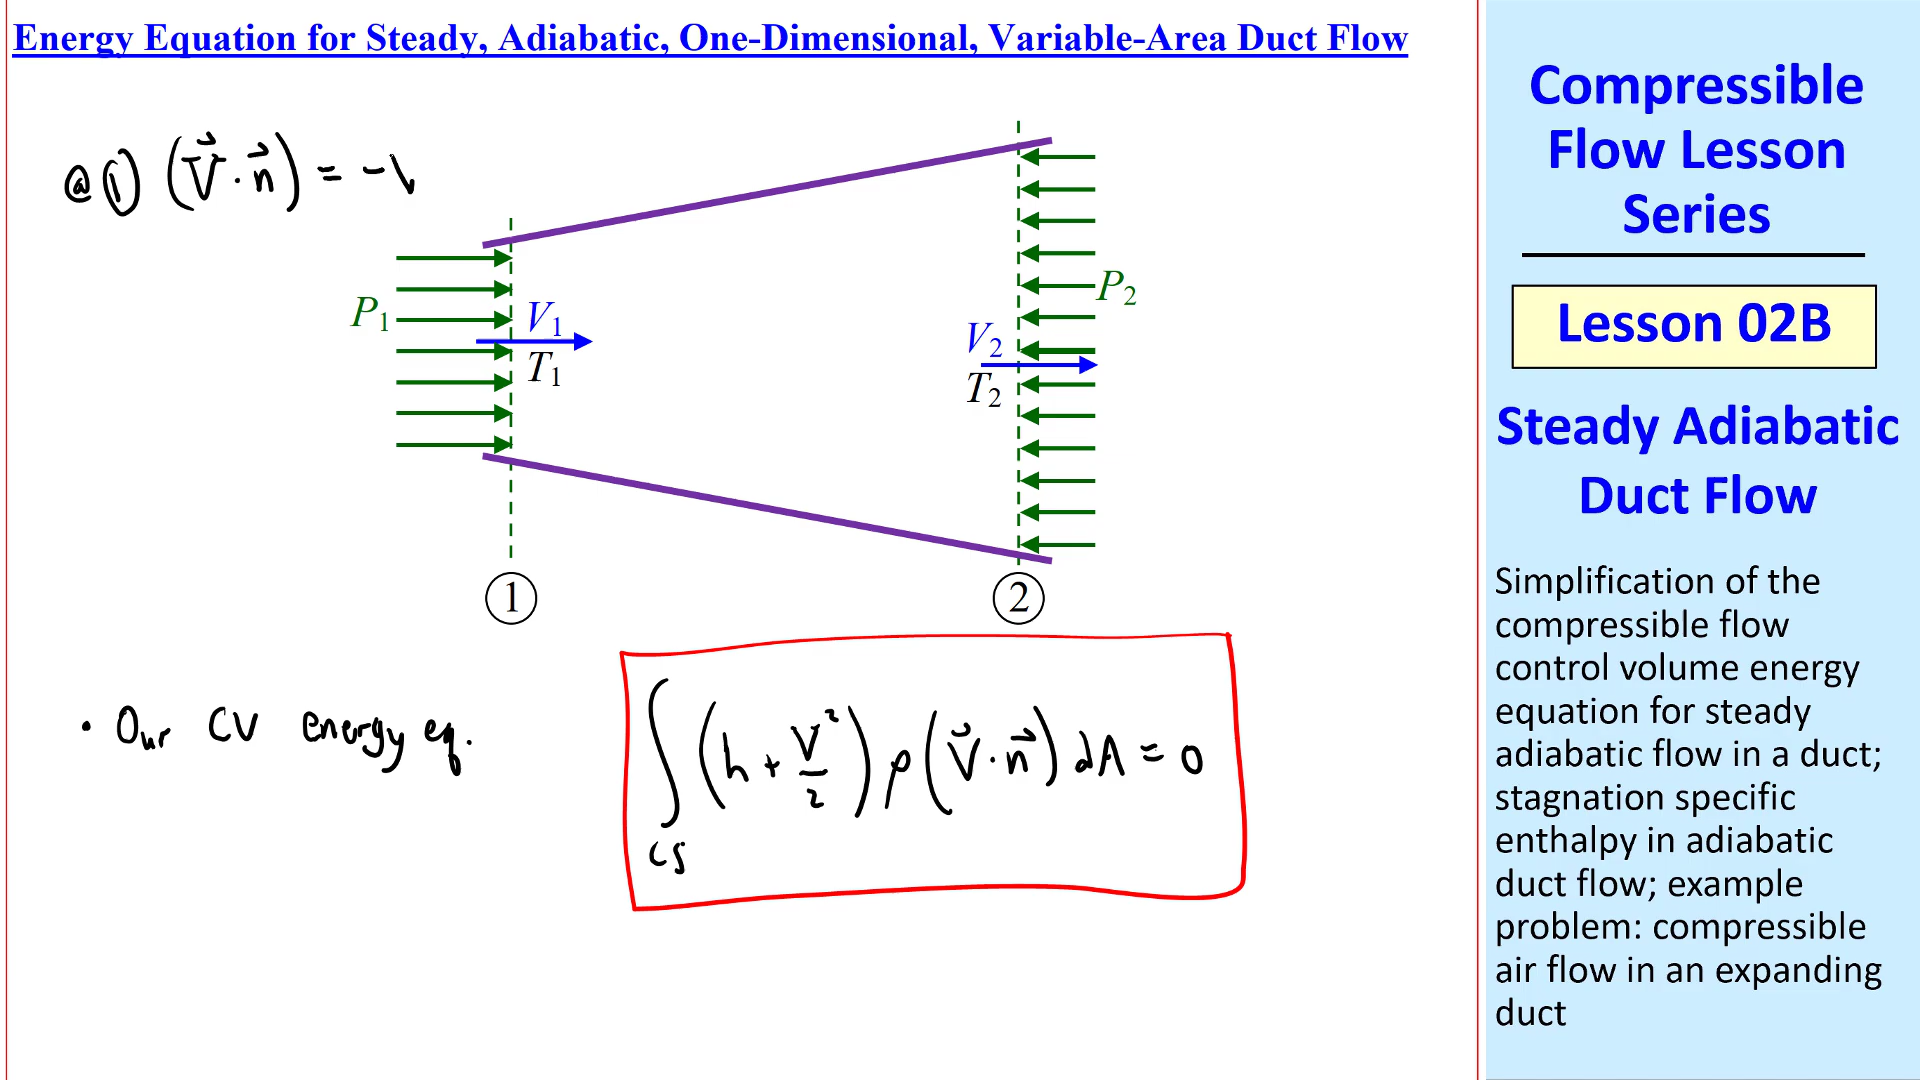 Energy Equation for Steady, Adiabatic, One-Dimensional, Variable-Area Duct Flow
@ ① (V⃗ · n⃗) = -V
P₁
V₁
T₁
V₂
T₂
P₂
①
②
• Our CV energy eq.
∫_CS (h + V²/2) ρ (V⃗ · n⃗) dA = 0
Compressible
Flow Lesson
Series
Lesson 02B
Steady Adiabatic
Duct Flow
Simplification of the
compressible flow
control volume energy
equation for steady
adiabatic flow in a duct;
stagnation specific
enthalpy in adiabatic
duct flow; example
problem: compressible
air flow in an expanding
duct